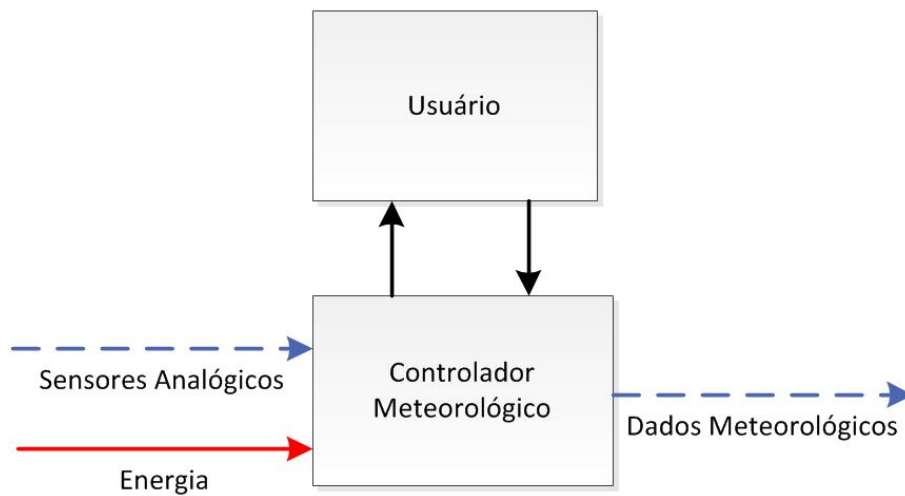 Usuário
Sensores Analógicos
Controlador
Meteorológico
Dados Meteorológicos
Energia